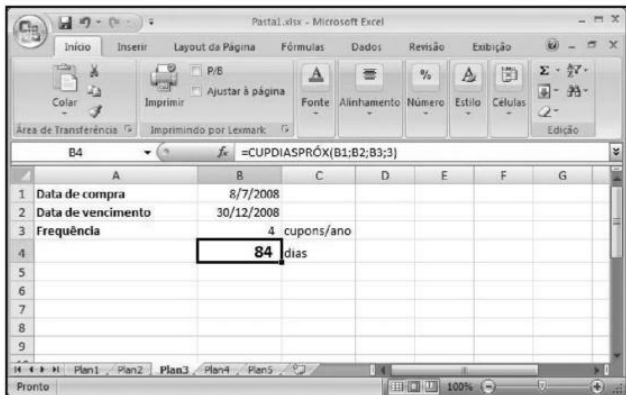 Pasta1.xlsx - Microsoft Excel
Início Inserir Layout da Página Fórmulas Dados Revisão Exibição
Colar
Imprimir
P/B
Ajustar à página
Fonte Alinhamento Número Estilo Células
Área de Transferência Imprimindo por Lexmark Edição
B4 fx =CUPDIASPRÓX(B1;B2;B3;3)
A B C D E F G
1 Data de compra 8/7/2008
2 Data de vencimento 30/12/2008
3 Frequência 4 cupons/ano
4 84 dias
5
6
7
8
9
Plan1 Plan2 Plan3 Plan4 Plan5
Pronto 100%